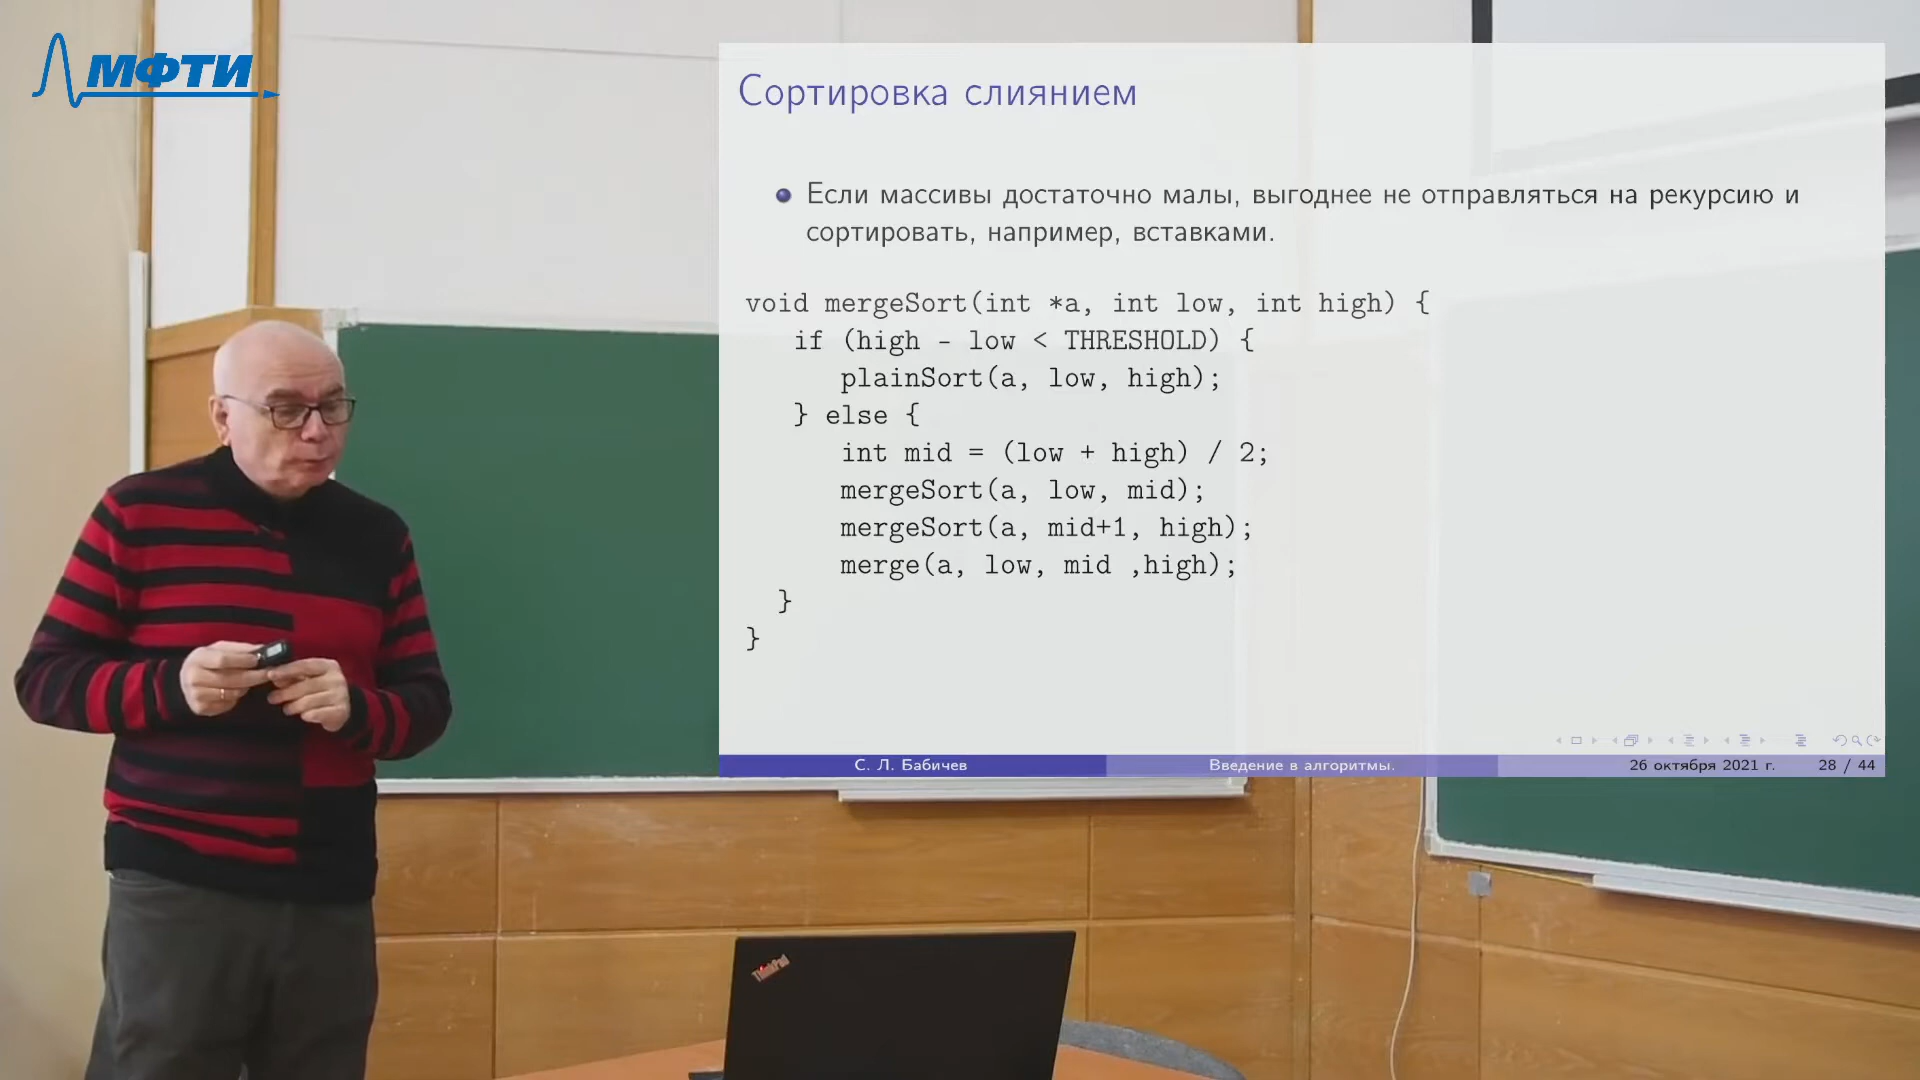 МФТИ
Сортировка слиянием
Если массивы достаточно малы, выгоднее не отправляться на рекурсию и
сортировать, например, вставками.
void mergeSort(int *a, int low, int high) {
if (high - low < THRESHOLD) {
plainSort(a, low, high);
} else {
int mid = (low + high) / 2;
mergeSort(a, low, mid);
mergeSort(a, mid+1, high);
merge(a, low, mid ,high);
}
}
С. Л. Бабичев
Введение в алгоритмы.
26 октября 2021 г.
28 / 44
ThinkPad